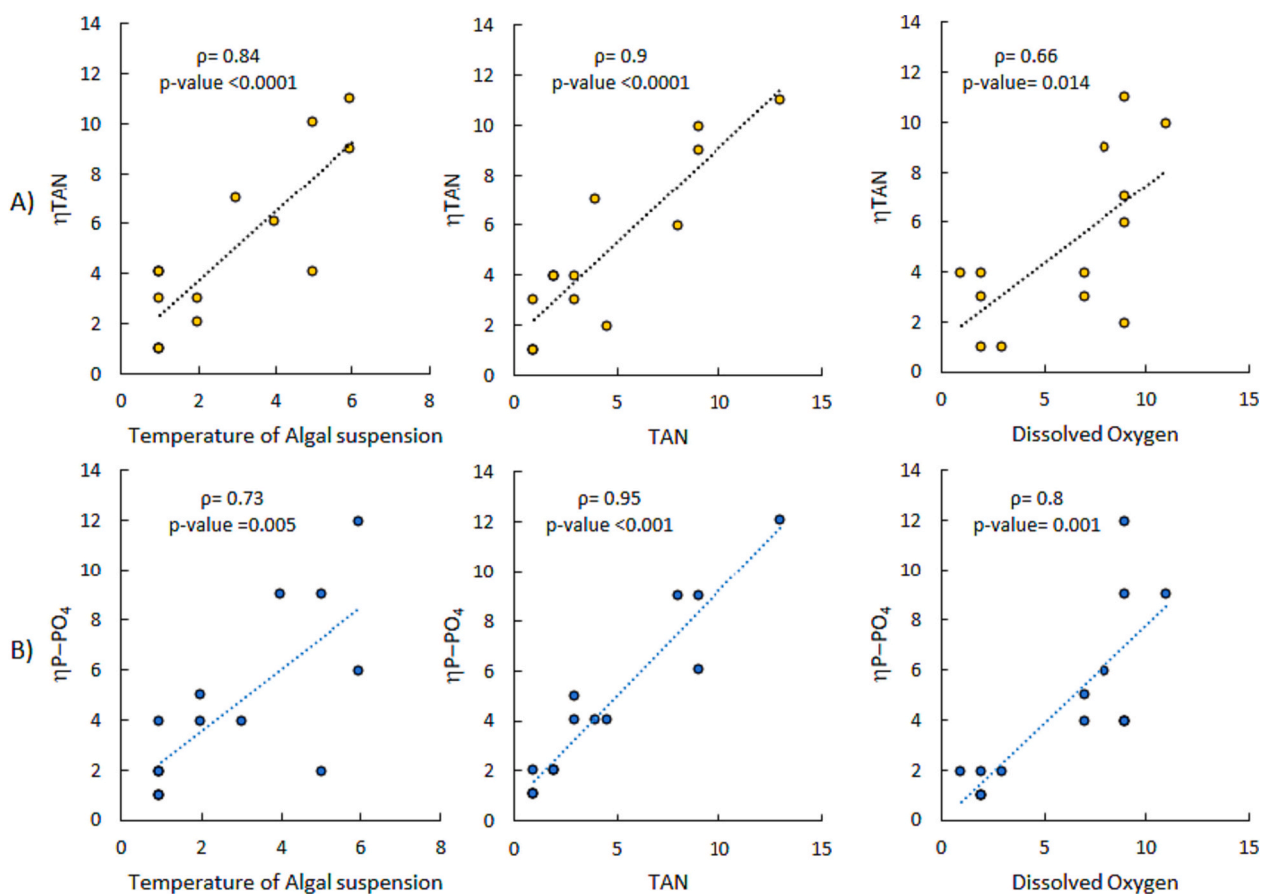 A)
ηTAN
14
12
10
8
6
4
2
0
ρ= 0.84
p-value <0.0001
0 2 4 6 8
Temperature of Algal suspension
ηTAN
14
12
10
8
6
4
2
0
ρ= 0.9
p-value <0.0001
0 5 10 15
TAN
ηTAN
14
12
10
8
6
4
2
0
ρ= 0.66
p-value= 0.014
0 5 10 15
Dissolved Oxygen
B)
ηP–PO₄
14
12
10
8
6
4
2
0
ρ= 0.73
p-value =0.005
0 2 4 6 8
Temperature of Algal suspension
ηP–PO₄
14
12
10
8
6
4
2
0
ρ= 0.95
p-value <0.001
0 5 10 15
TAN
ηP–PO₄
14
12
10
8
6
4
2
0
ρ= 0.8
p-value= 0.001
0 5 10 15
Dissolved Oxygen